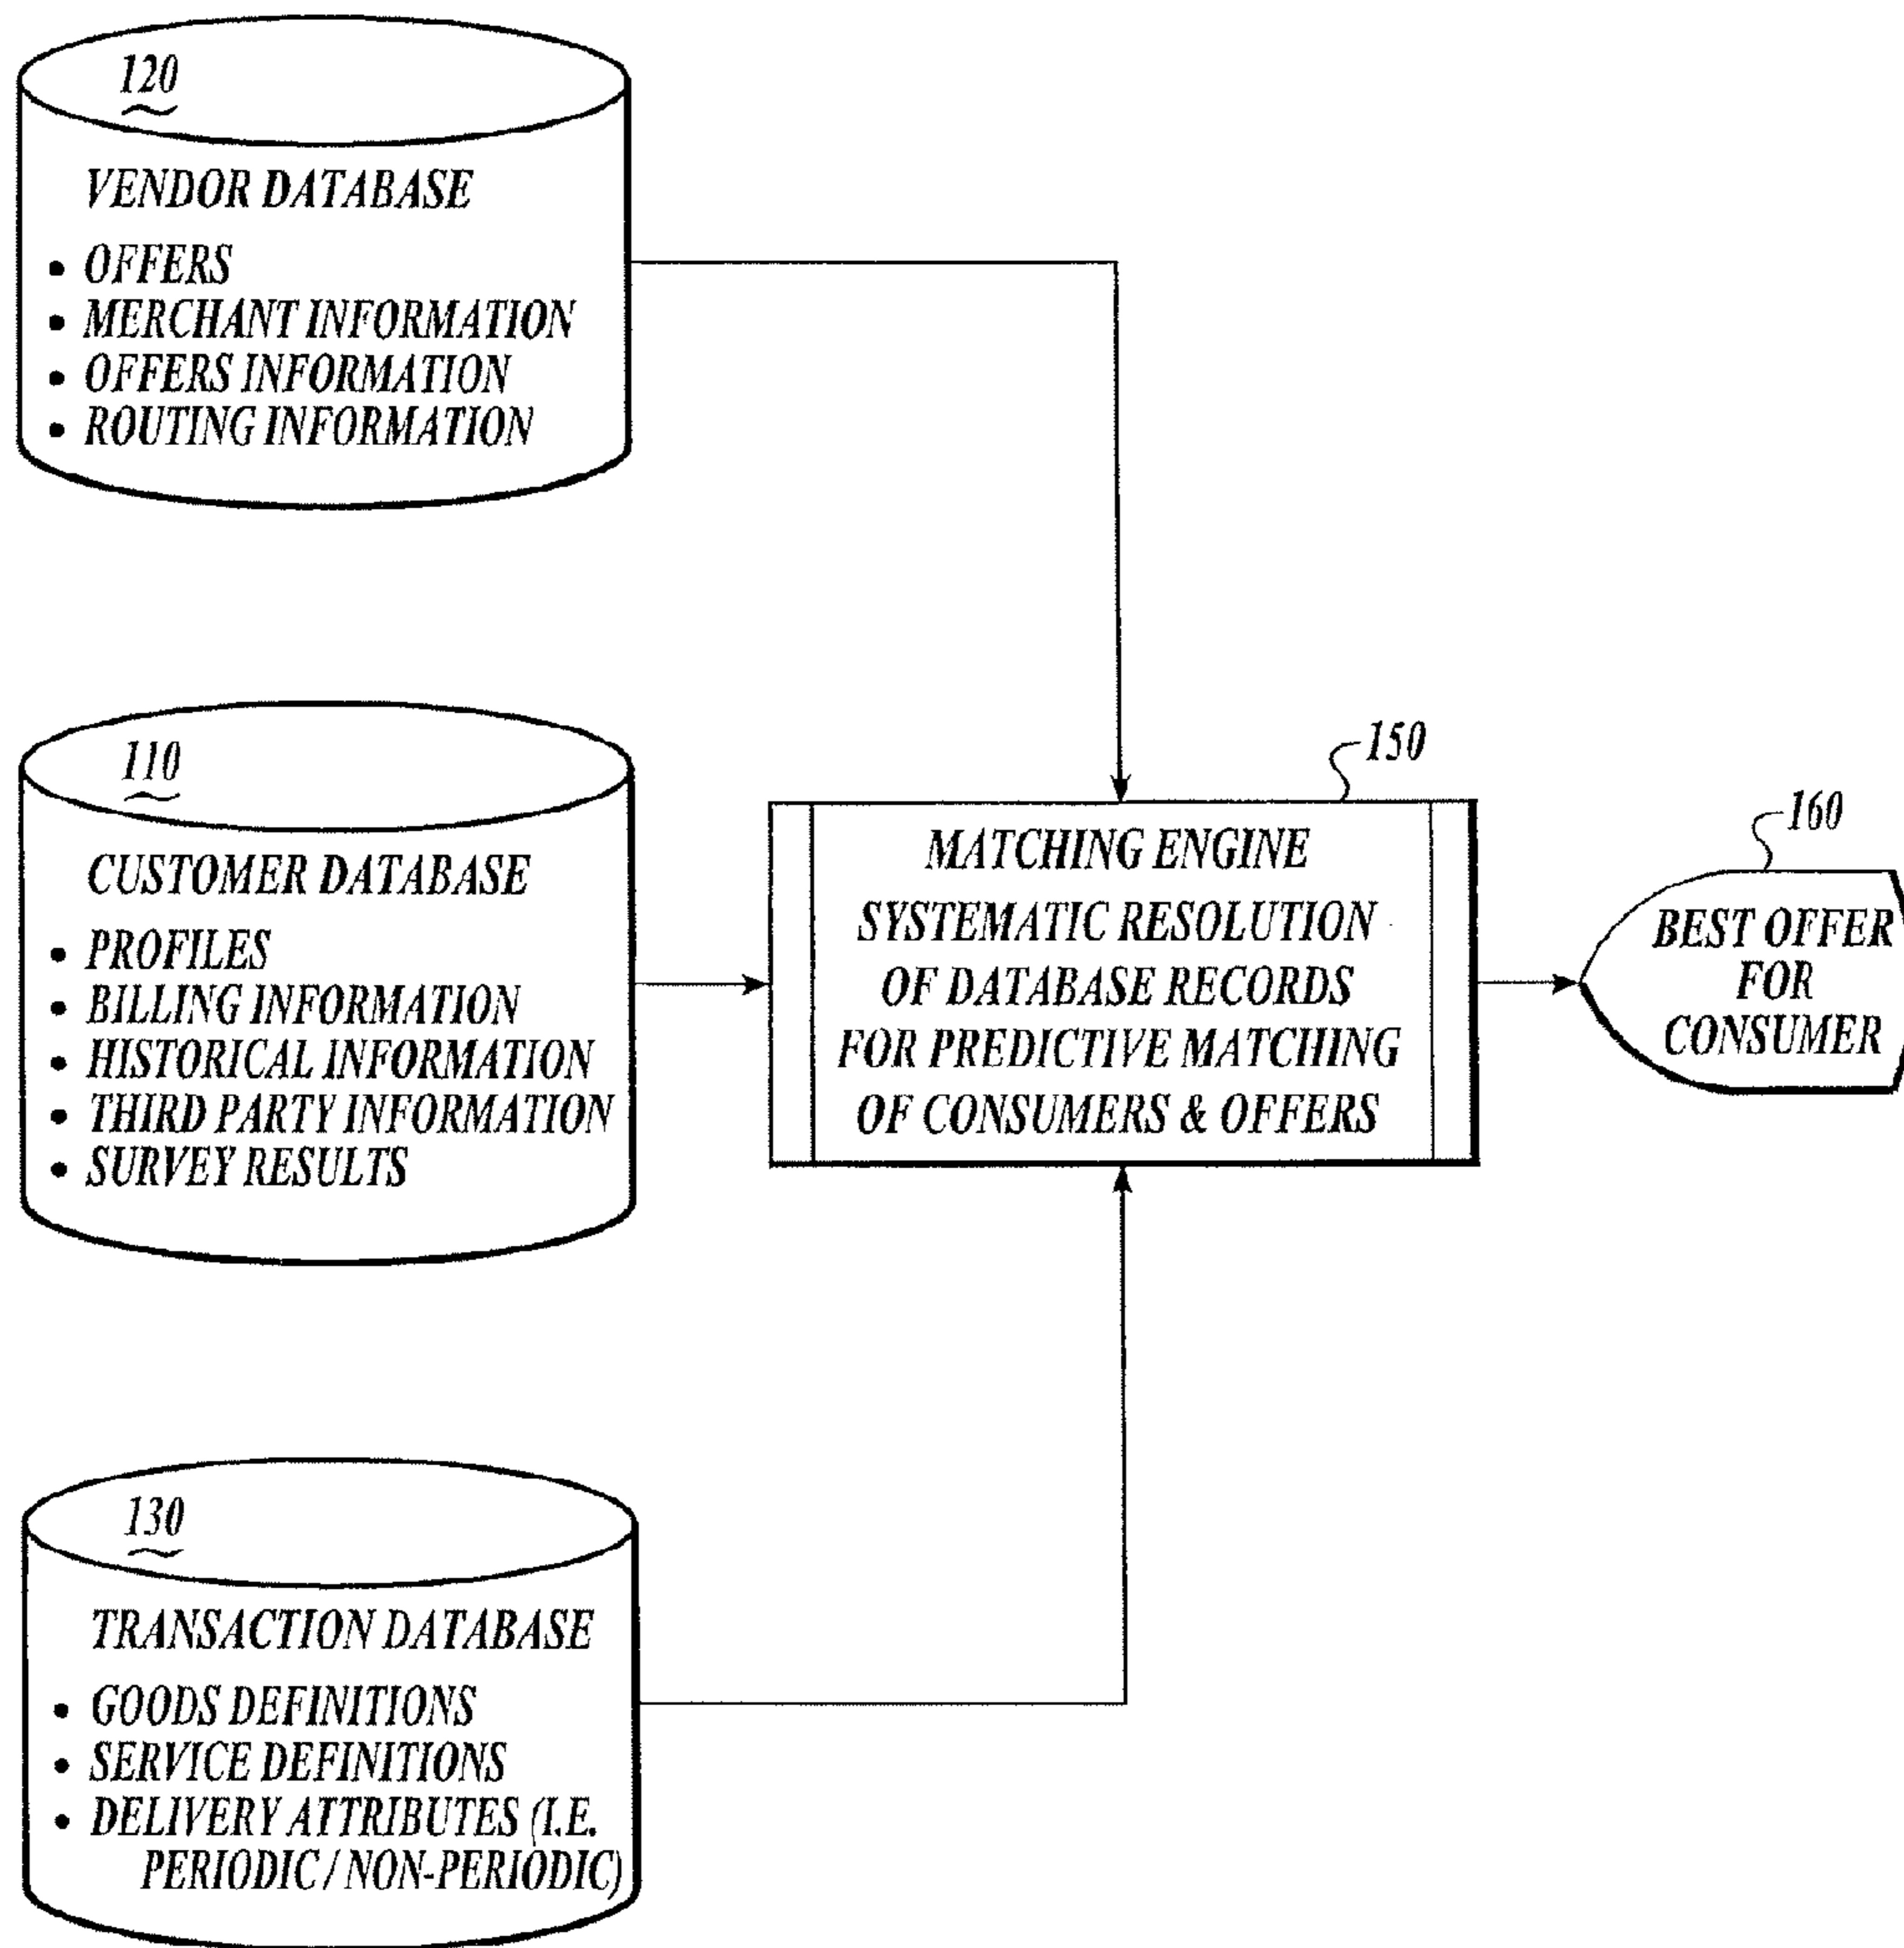 120
VENDOR DATABASE
• OFFERS
• MERCHANT INFORMATION
• OFFERS INFORMATION
• ROUTING INFORMATION
110
CUSTOMER DATABASE
• PROFILES
• BILLING INFORMATION
• HISTORICAL INFORMATION
• THIRD PARTY INFORMATION
• SURVEY RESULTS
150
MATCHING ENGINE
SYSTEMATIC RESOLUTION
OF DATABASE RECORDS
FOR PREDICTIVE MATCHING
OF CONSUMERS & OFFERS
160
BEST OFFER
FOR
CONSUMER
130
TRANSACTION DATABASE
• GOODS DEFINITIONS
• SERVICE DEFINITIONS
• DELIVERY ATTRIBUTES (I.E.
PERIODIC / NON-PERIODIC)